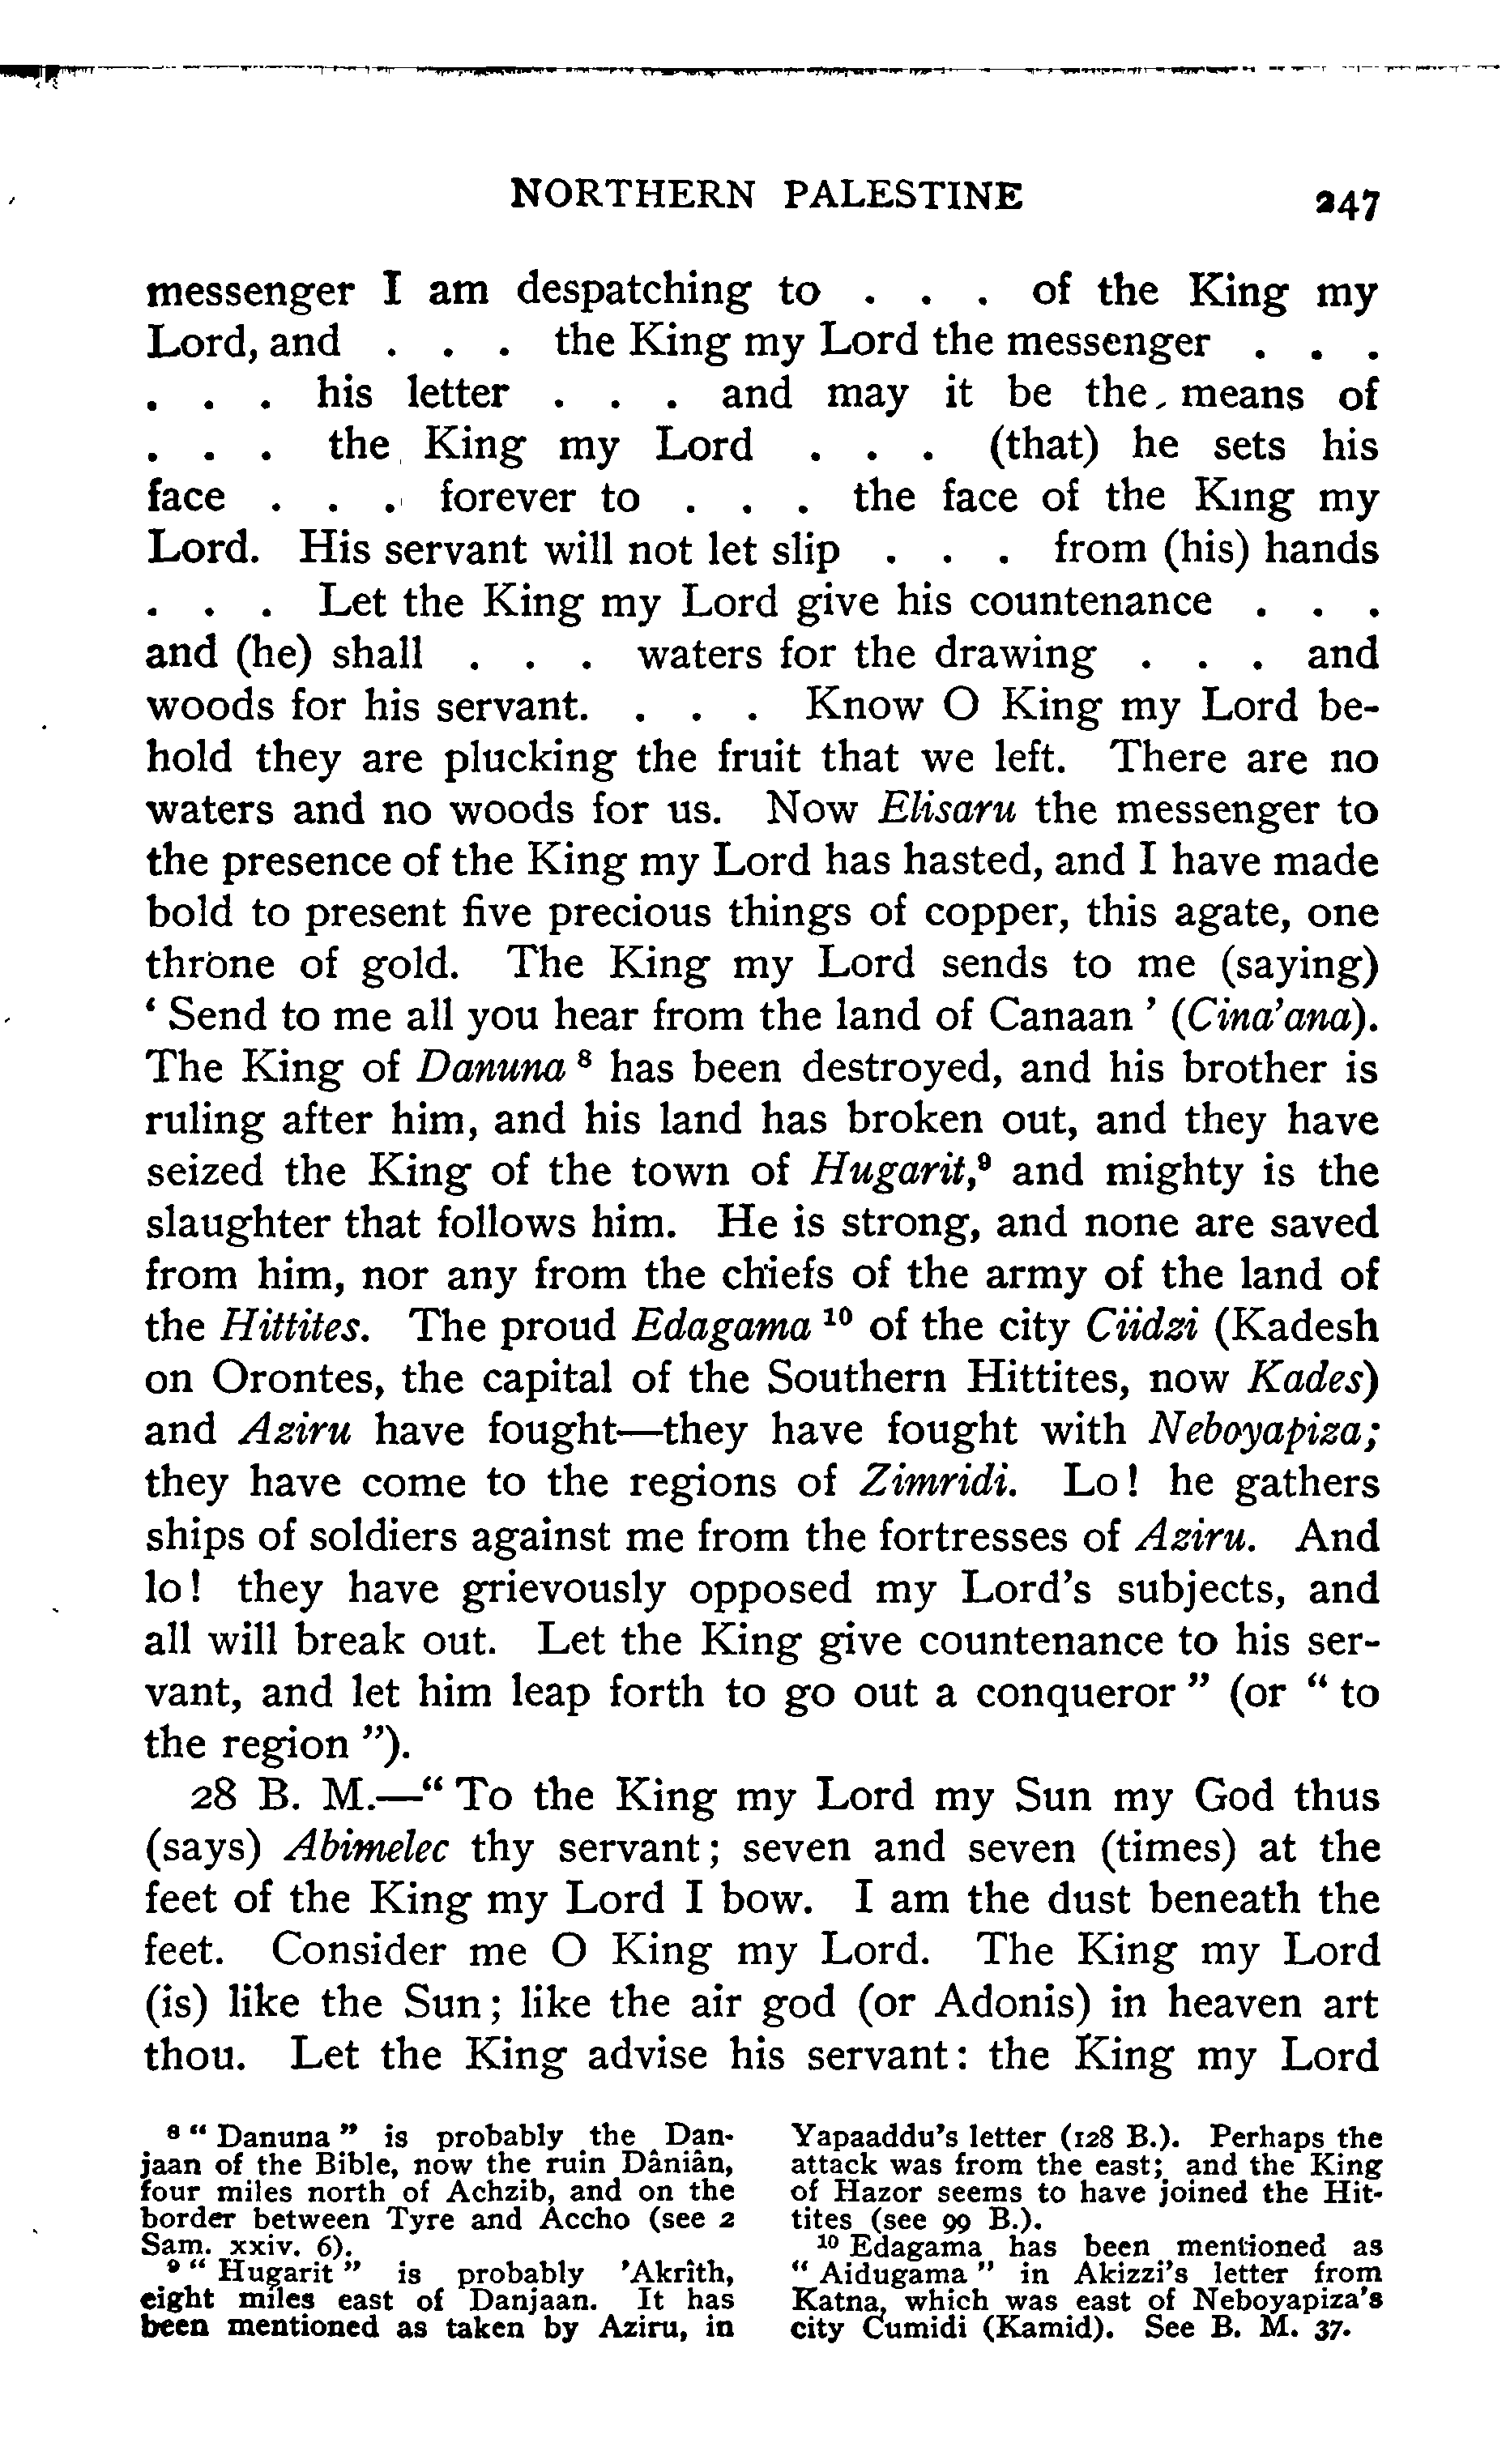 NORTHERN PALESTINE 247
messenger I am despatching to . . . of the King my
Lord, and . . . the King my Lord the messenger . . .
. . . his letter . . . and may it be the means of
. . . the King my Lord . . . (that) he sets his
face . . . forever to . . . the face of the King my
Lord. His servant will not let slip . . . from (his) hands
. . . Let the King my Lord give his countenance . . .
and (he) shall . . . waters for the drawing . . . and
woods for his servant. . . . Know O King my Lord be-
hold they are plucking the fruit that we left. There are no
waters and no woods for us. Now Elisaru the messenger to
the presence of the King my Lord has hasted, and I have made
bold to present five precious things of copper, this agate, one
throne of gold. The King my Lord sends to me (saying)
‘ Send to me all you hear from the land of Canaan ’ (Cina’ana).
The King of Danuna ⁸ has been destroyed, and his brother is
ruling after him, and his land has broken out, and they have
seized the King of the town of Hugarit,⁹ and mighty is the
slaughter that follows him. He is strong, and none are saved
from him, nor any from the chiefs of the army of the land of
the Hittites. The proud Edagama ¹⁰ of the city Ciidzi (Kadesh
on Orontes, the capital of the Southern Hittites, now Kades)
and Aziru have fought—they have fought with Neboyapiza;
they have come to the regions of Zimridi. Lo! he gathers
ships of soldiers against me from the fortresses of Aziru. And
lo! they have grievously opposed my Lord’s subjects, and
all will break out. Let the King give countenance to his ser-
vant, and let him leap forth to go out a conqueror ” (or “ to
the region ”).
28 B. M.—“ To the King my Lord my Sun my God thus
(says) Abimelec thy servant; seven and seven (times) at the
feet of the King my Lord I bow. I am the dust beneath the
feet. Consider me O King my Lord. The King my Lord
(is) like the Sun; like the air god (or Adonis) in heaven art
thou. Let the King advise his servant: the King my Lord
⁸ “ Danuna ” is probably the Dan-
jaan of the Bible, now the ruin Dâniân,
four miles north of Achzib, and on the
border between Tyre and Accho (see 2
Sam. xxiv. 6).
⁹ “ Hugarit ” is probably ’Akrîth,
eight miles east of Danjaan. It has
been mentioned as taken by Aziru, in
Yapaaddu’s letter (128 B.). Perhaps the
attack was from the east; and the King
of Hazor seems to have joined the Hit-
tites (see 99 B.).
¹⁰ Edagama has been mentioned as
“ Aidugama ” in Akizzi’s letter from
Katna, which was east of Neboyapiza’s
city Cumidi (Kamid). See B. M. 37.